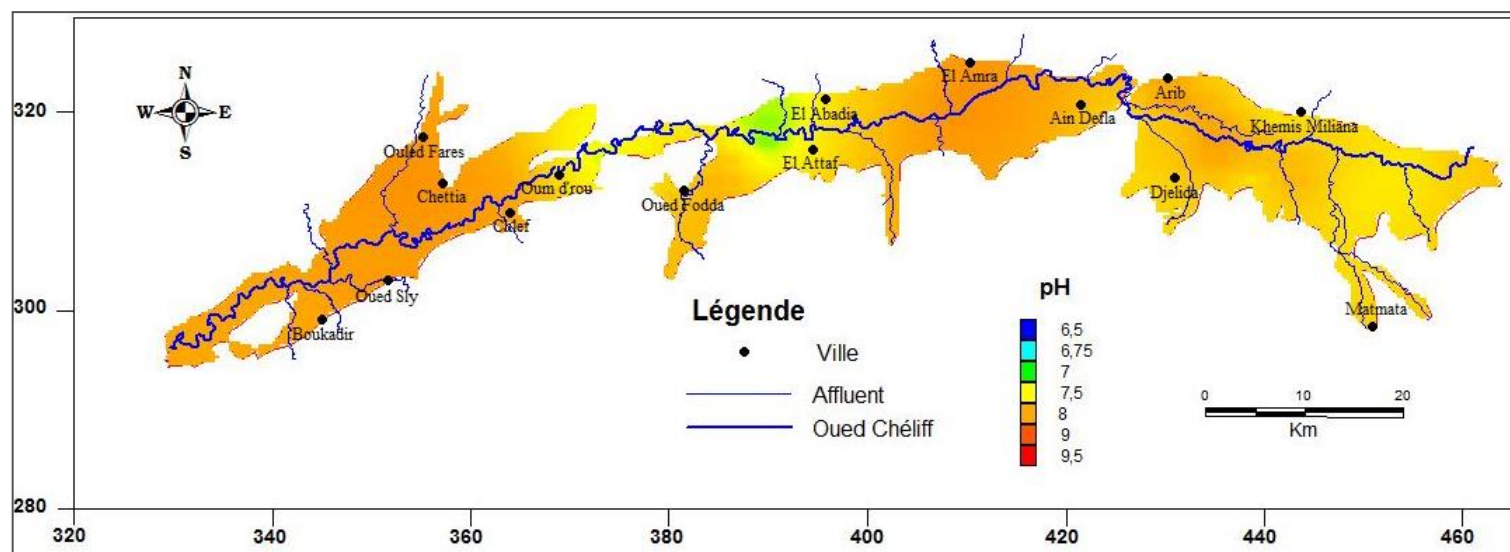 N
W E
S
320
300
280
320 340 360 380 400 420 440 460
Ouled Fares
Chettia
Oum d'rou
Chlef
Oued Sly
Boukadir
Oued Fodda
El Abadia
El Attaf
El Amra
Ain Defla
Arib
Khemis Miliana
Djelida
Matmata
Légende
Ville
Affluent
Oued Chéliff
pH
6,5
6,75
7
7,5
8
9
9,5
0 10 20
Km